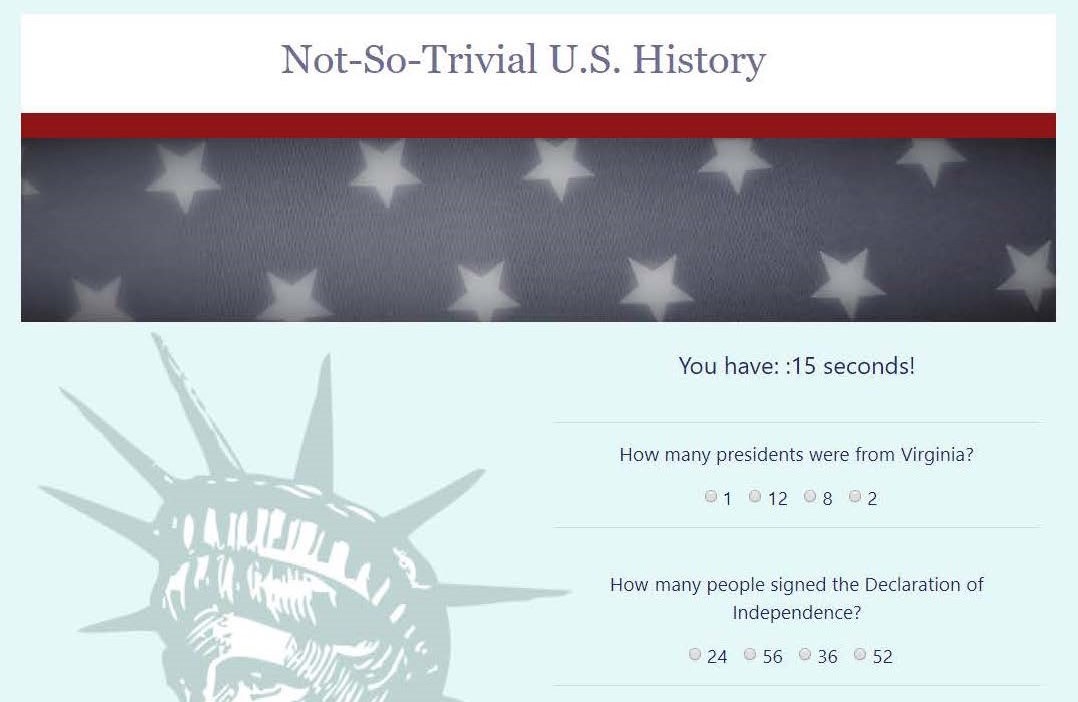 Not-So-Trivial U.S. History
You have: :15 seconds!
How many presidents were from Virginia?
1 12 8 2
How many people signed the Declaration of
Independence?
24 56 36 52